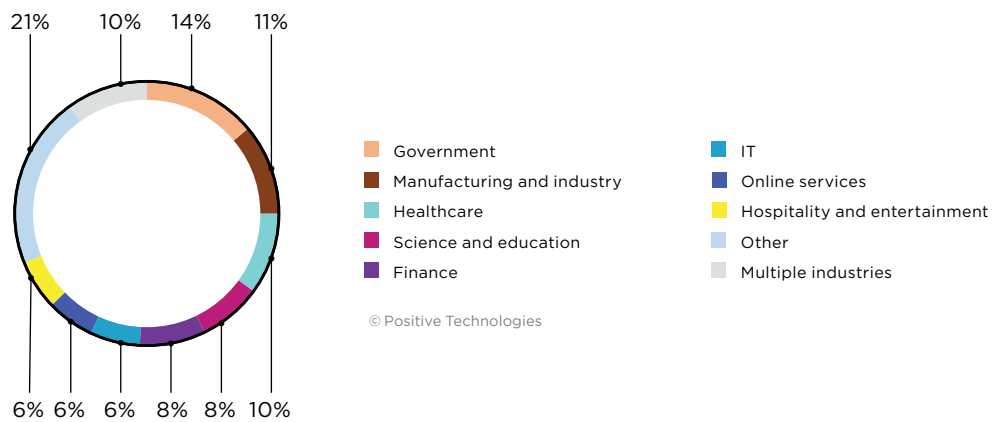 21% 10% 14% 11%
Government
Manufacturing and industry
Healthcare
Science and education
Finance
IT
Online services
Hospitality and entertainment
Other
Multiple industries
© Positive Technologies
6% 6% 6% 8% 8% 10%